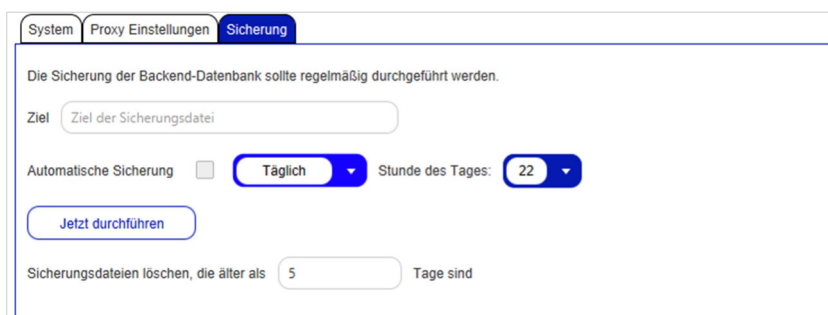 System Proxy Einstellungen Sicherung
Die Sicherung der Backend-Datenbank sollte regelmäßig durchgeführt werden.
Ziel Ziel der Sicherungsdatei
Automatische Sicherung Täglich Stunde des Tages: 22
Jetzt durchführen
Sicherungsdateien löschen, die älter als 5 Tage sind